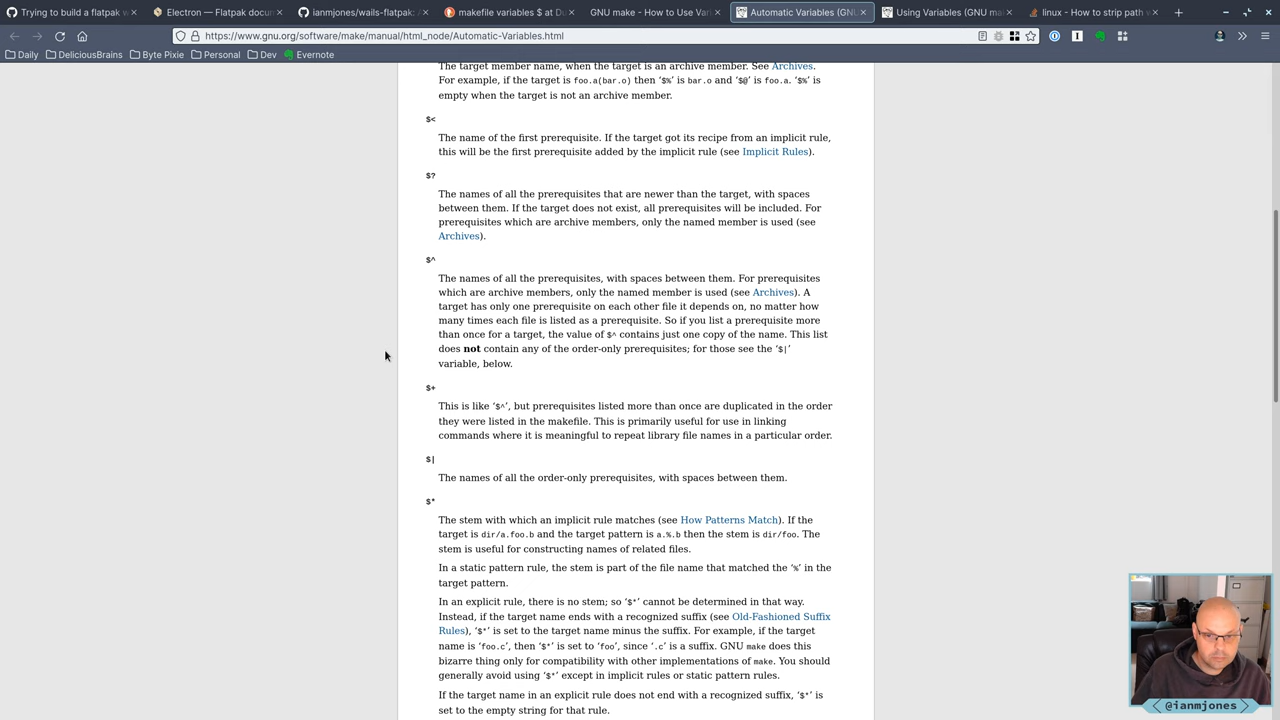 Trying to build a flatpak w
Electron — Flatpak docu
ianmjones/wails-flatpak:
makefile variables $ at D
GNU make - How to Use Vari
Automatic Variables (GNU
Using Variables (GNU ma
linux - How to strip path w
https://www.gnu.org/software/make/manual/html_node/Automatic-Variables.html
Daily
DeliciousBrains
Byte Pixie
Personal
Dev
Evernote
The target member name, when the target is an archive member. See Archives.
For example, if the target is foo.a(bar.o) then ‘$%’ is bar.o and ‘$@’ is foo.a. ‘$%’ is
empty when the target is not an archive member.
$<
The name of the first prerequisite. If the target got its recipe from an implicit rule,
this will be the first prerequisite added by the implicit rule (see Implicit Rules).
$?
The names of all the prerequisites that are newer than the target, with spaces
between them. If the target does not exist, all prerequisites will be included. For
prerequisites which are archive members, only the named member is used (see
Archives).
$^
The names of all the prerequisites, with spaces between them. For prerequisites
which are archive members, only the named member is used (see Archives). A
target has only one prerequisite on each other file it depends on, no matter how
many times each file is listed as a prerequisite. So if you list a prerequisite more
than once for a target, the value of $^ contains just one copy of the name. This list
does not contain any of the order-only prerequisites; for those see the ‘$|’
variable, below.
$+
This is like ‘$^’, but prerequisites listed more than once are duplicated in the order
they were listed in the makefile. This is primarily useful for use in linking
commands where it is meaningful to repeat library file names in a particular order.
$|
The names of all the order-only prerequisites, with spaces between them.
$*
The stem with which an implicit rule matches (see How Patterns Match). If the
target is dir/a.foo.b and the target pattern is a.%.b then the stem is dir/foo. The
stem is useful for constructing names of related files.
In a static pattern rule, the stem is part of the file name that matched the ‘%’ in the
target pattern.
In an explicit rule, there is no stem; so ‘$*’ cannot be determined in that way.
Instead, if the target name ends with a recognized suffix (see Old-Fashioned Suffix
Rules), ‘$*’ is set to the target name minus the suffix. For example, if the target
name is ‘foo.c’, then ‘$*’ is set to ‘foo’, since ‘.c’ is a suffix. GNU make does this
bizarre thing only for compatibility with other implementations of make. You should
generally avoid using ‘$*’ except in implicit rules or static pattern rules.
If the target name in an explicit rule does not end with a recognized suffix, ‘$*’ is
set to the empty string for that rule.
@ianmjones